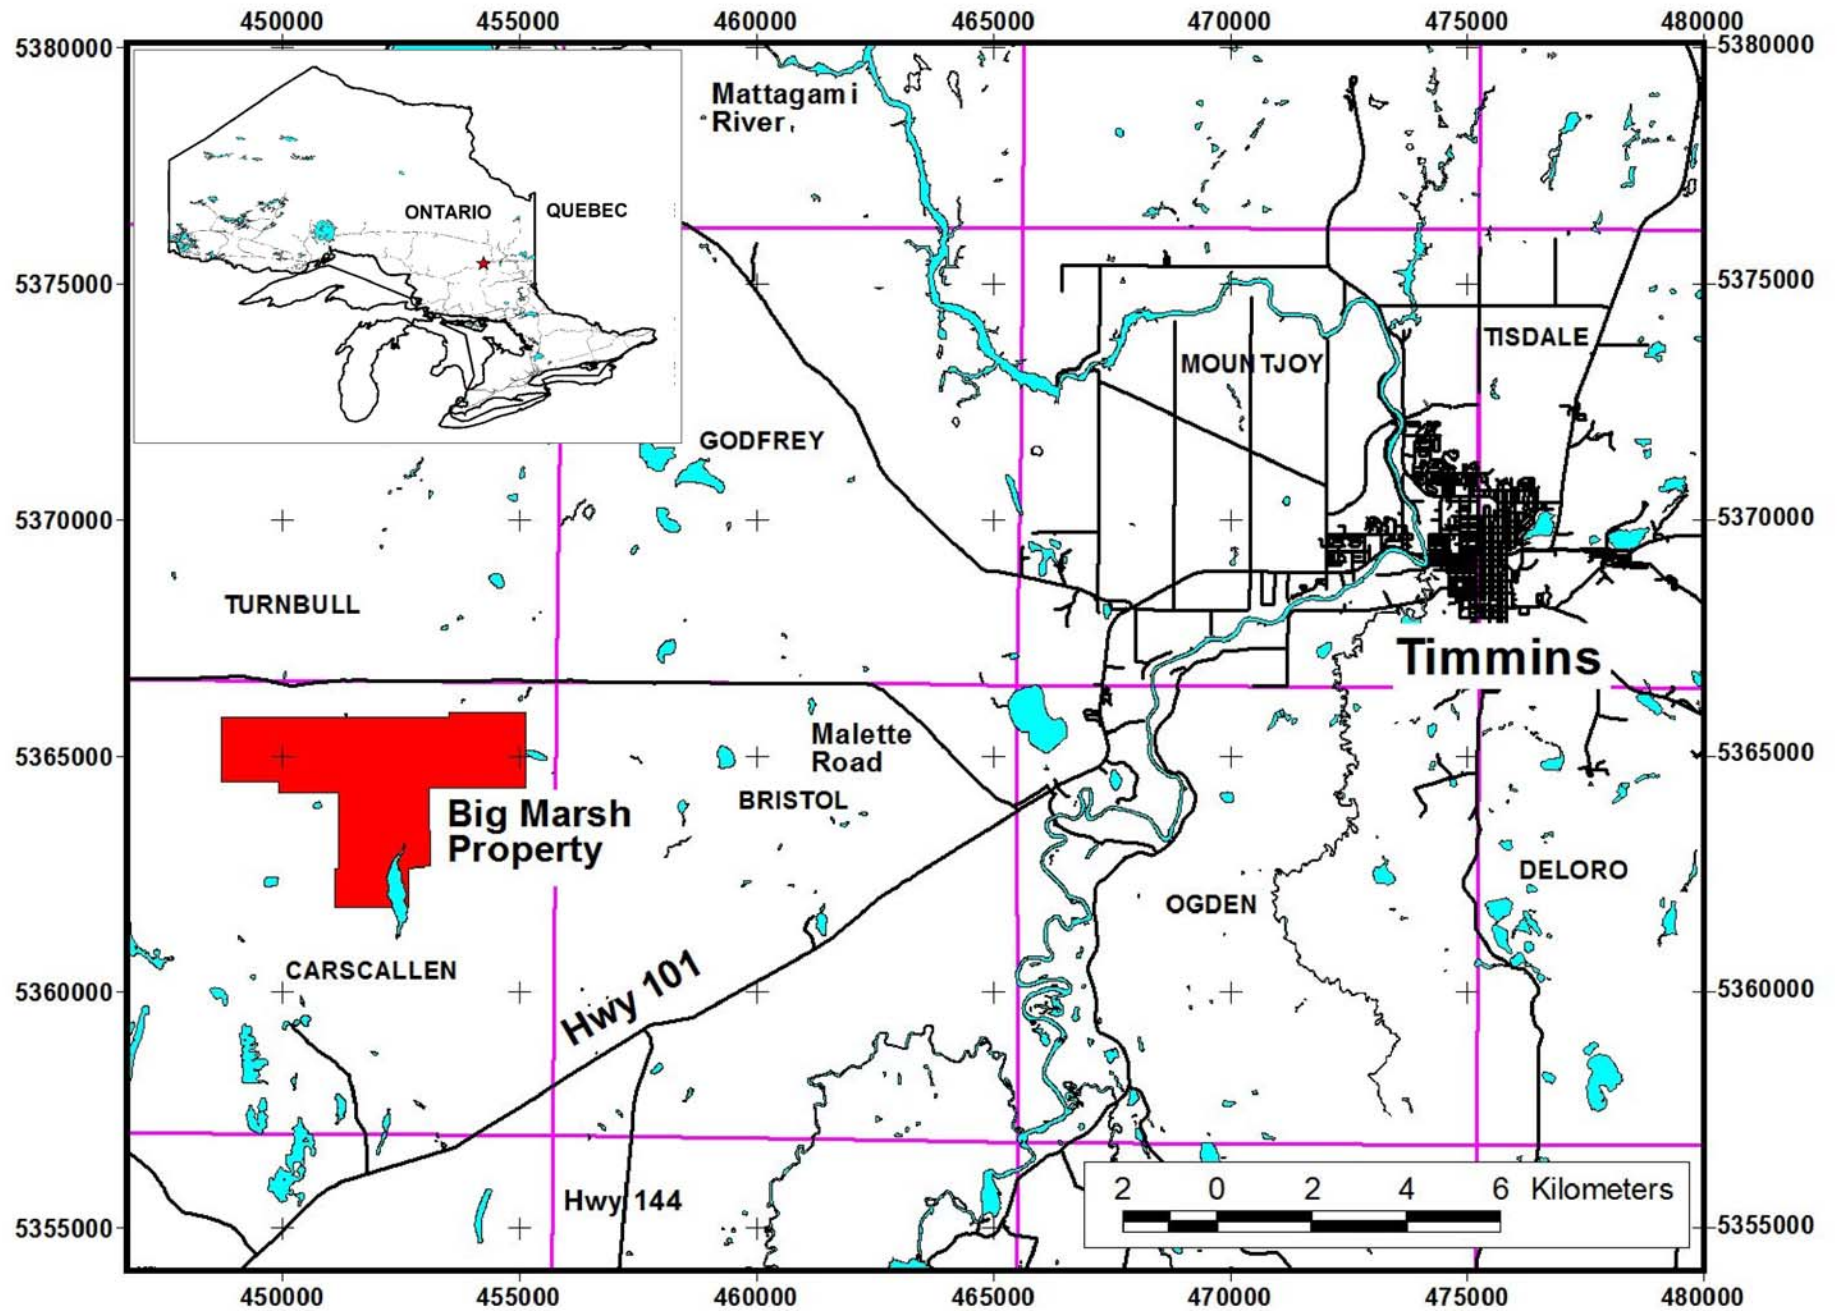 450000 455000 460000 465000 470000 475000 480000
5380000 5380000
Mattagami
River
ONTARIO QUEBEC
5375000 5375000
TISDALE
MOUNTJOY
GODFREY
5370000 5370000
TURNBULL
Timmins
Malette
Road
5365000 5365000
BRISTOL
Big Marsh
Property
DELORO
OGDEN
CARSCALLEN
Hwy 101
5360000 5360000
2 0 2 4 6 Kilometers
Hwy 144
5355000 5355000
450000 455000 460000 465000 470000 475000 480000